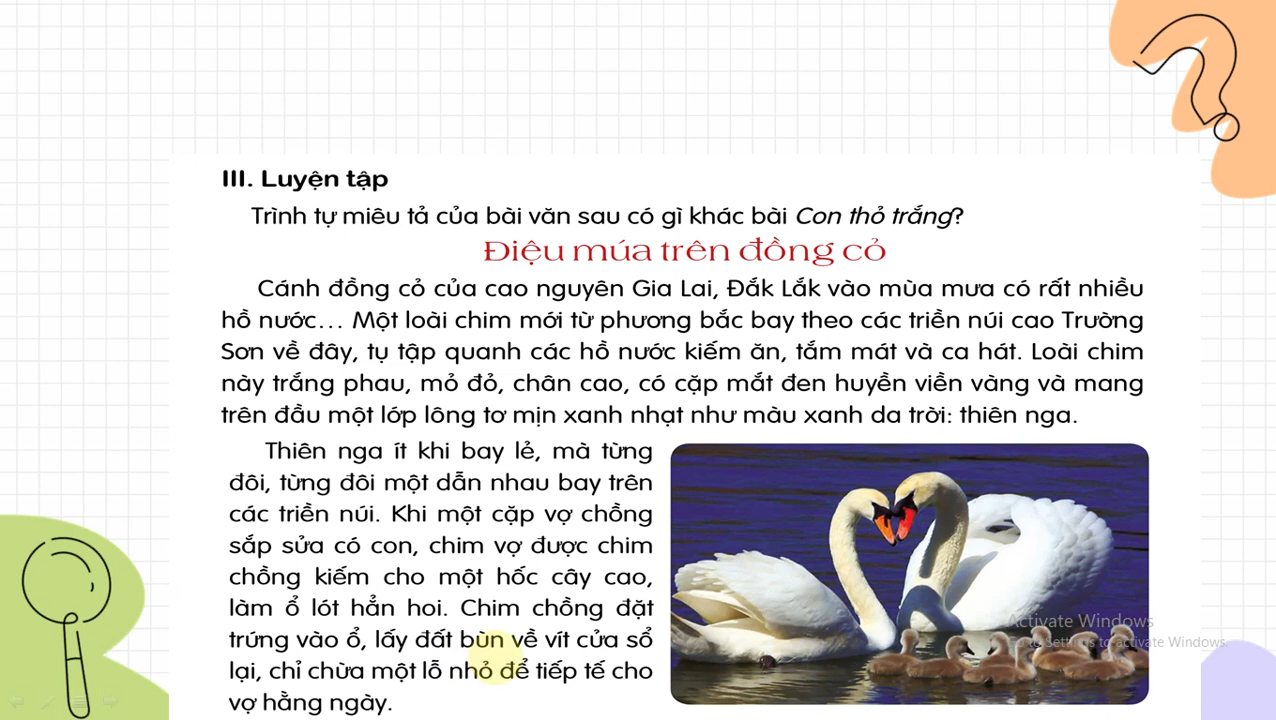 III. Luyện tập
Trình tự miêu tả của bài văn sau có gì khác bài Con thỏ trắng?
Điệu múa trên đồng cỏ
Cánh đồng cỏ của cao nguyên Gia Lai, Đắk Lắk vào mùa mưa có rất nhiều
hồ nước... Một loài chim mới từ phương bắc bay theo các triền núi cao Trường
Sơn về đây, tụ tập quanh các hồ nước kiếm ăn, tắm mát và ca hát. Loài chim
này trắng phau, mỏ đỏ, chân cao, có cặp mắt đen huyền viền vàng và mang
trên đầu một lớp lông tơ mịn xanh nhạt như màu xanh da trời: thiên nga.
Thiên nga ít khi bay lẻ, mà từng
đôi, từng đôi một dẫn nhau bay trên
các triền núi. Khi một cặp vợ chồng
sắp sửa có con, chim vợ được chim
chồng kiếm cho một hốc cây cao,
làm ổ lót hẳn hoi. Chim chồng đặt
trứng vào ổ, lấy đất bùn về vít cửa sổ
lại, chỉ chừa một lỗ nhỏ để tiếp tế cho
vợ hằng ngày.
Activate Windows
Go to Settings to activate Windows.